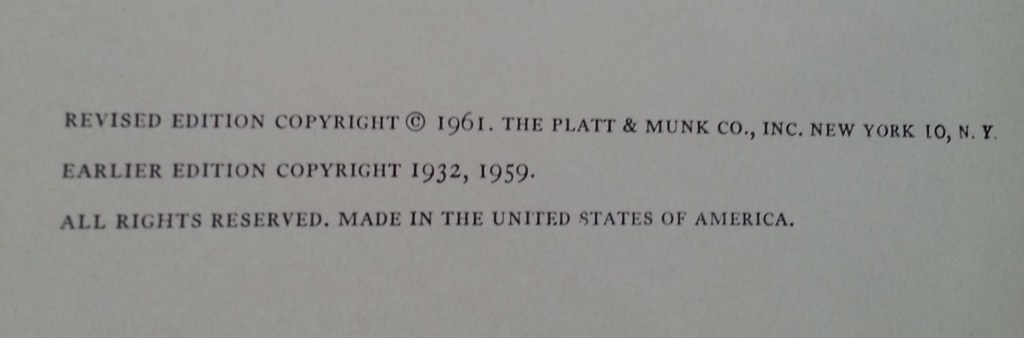 REVISED EDITION COPYRIGHT © 1961. THE PLATT & MUNK CO., INC. NEW YORK 10, N. Y.
EARLIER EDITION COPYRIGHT 1932, 1959.
ALL RIGHTS RESERVED. MADE IN THE UNITED STATES OF AMERICA.